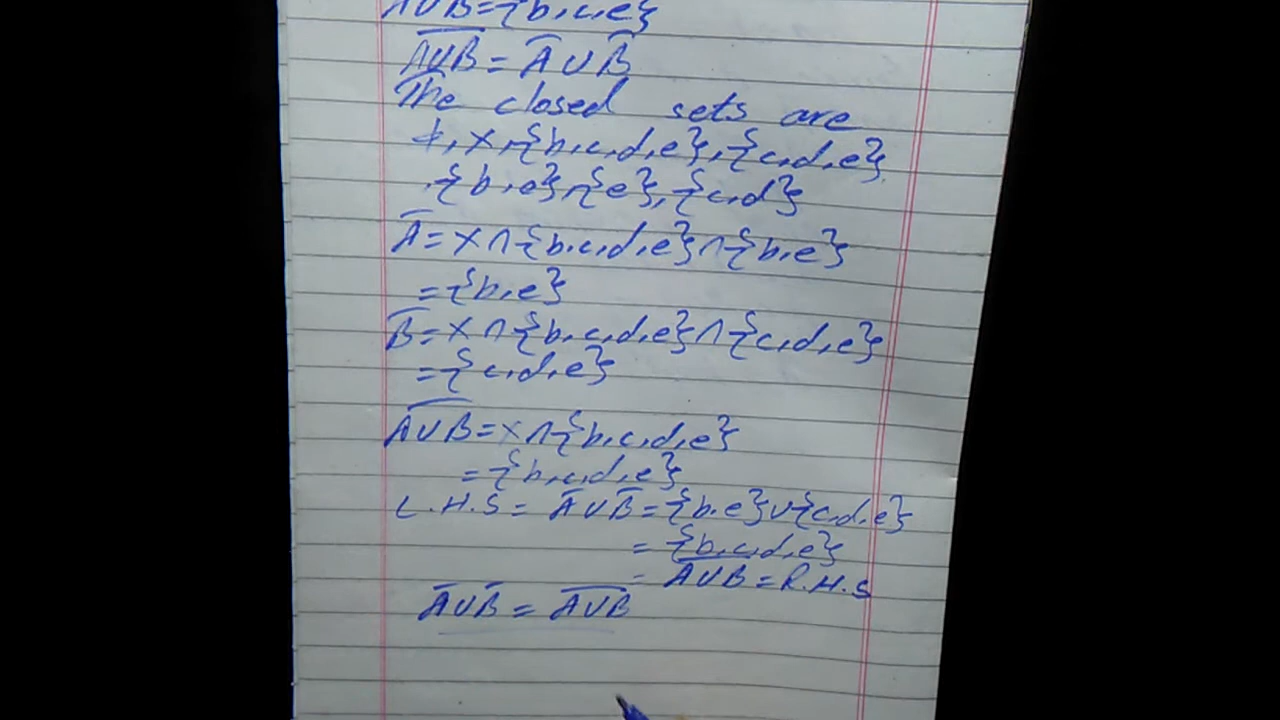 A∪B={b,c,e}
A̅∪̅B̅ = A̅ ∪ B̅
The closed sets are
ϕ, X, {b,c,d,e}, {c,d,e}
,{b,e},{e},{c,d}
A̅ = X∩{b,c,d,e}∩{b,e}
={b,e}
B̅ = X∩{b,c,d,e}∩{c,d,e}
={c,d,e}
A̅∪̅B̅ = X∩{b,c,d,e}
={b,c,d,e}
L.H.S = A̅∪B̅ = {b,e}∪{c,d,e}
= {b,c,d,e}
= A̅∪̅B̅ = R.H.S
A̅∪B̅ = A̅∪̅B̅